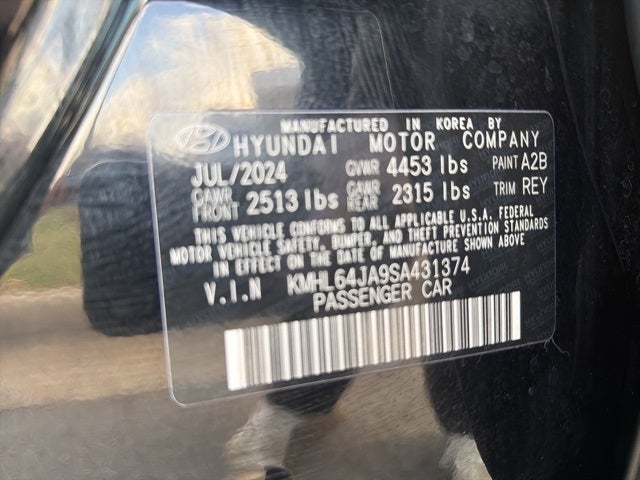 MANUFACTURED IN KOREA BY
HYUNDAI MOTOR COMPANY
JUL/2024 GVWR 4453 lbs PAINT A2B
GAWR FRONT 2513 lbs GAWR REAR 2315 lbs TRIM REY
THIS VEHICLE CONFORMS TO ALL APPLICABLE U.S.A. FEDERAL
MOTOR VEHICLE SAFETY, BUMPER, AND THEFT PREVENTION STANDARDS
IN EFFECT ON THE DATE OF MANUFACTURE SHOWN ABOVE
V.I.N KMHL64JA9SA431374
PASSENGER CAR